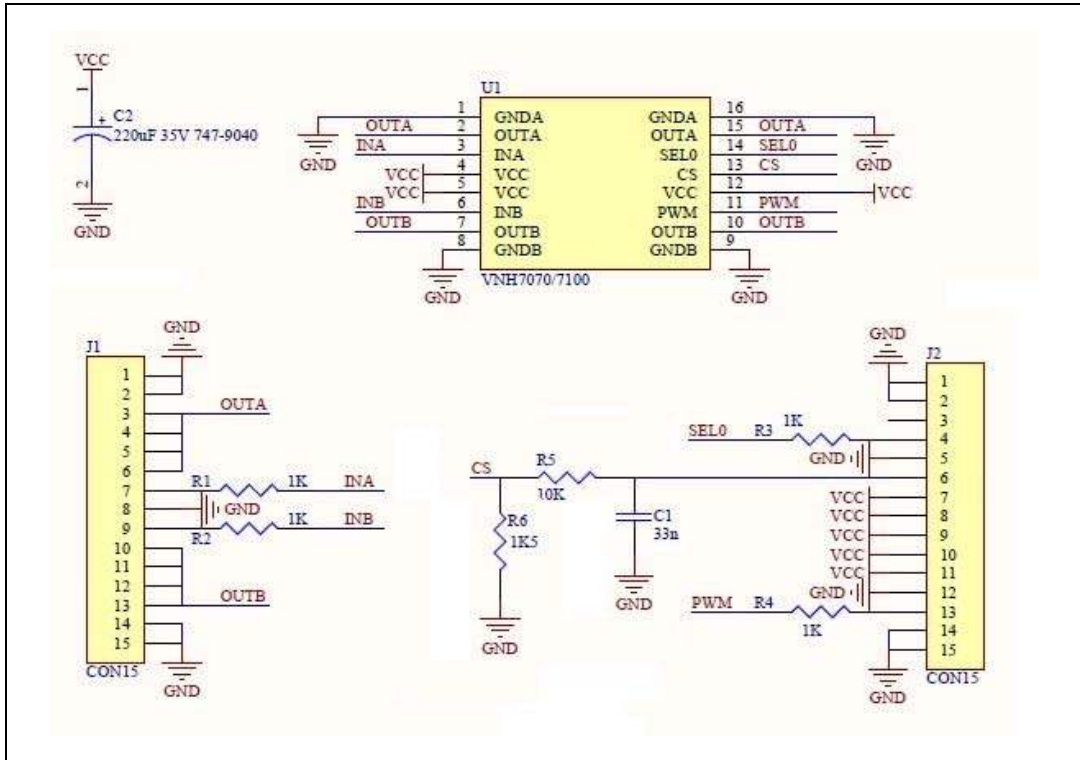 VCC
1
+
C2
220uF 35V 747-9040
2
GND
U1
1 GNDA GNDA 16
OUTA 2 OUTA OUTA 15 OUTA
INA 3 INA SEL0 14 SEL0
VCC 4 VCC CS 13 CS
VCC 5 VCC VCC 12 VCC
INB 6 INB PWM 11 PWM
OUTB 7 OUTB OUTB 10 OUTB
8 GNDB GNDB 9
GND
GND
GND
GND
VNH7070/7100
GND
J1
1
2
3 OUTA
4
5
6
7 R1 1K INA
8 GND
9 R2 1K INB
10
11
12
13 OUTB
14
15
CON15
GND
CS
R5
10K
R6
1K5
C1
33n
GND
GND
GND
J2
1
2
3
SEL0 R3 1K 4
GND 5
6
VCC 7
VCC 8
VCC 9
VCC 10
VCC 11
GND 12
PWM R4 1K 13
14
15
CON15
GND